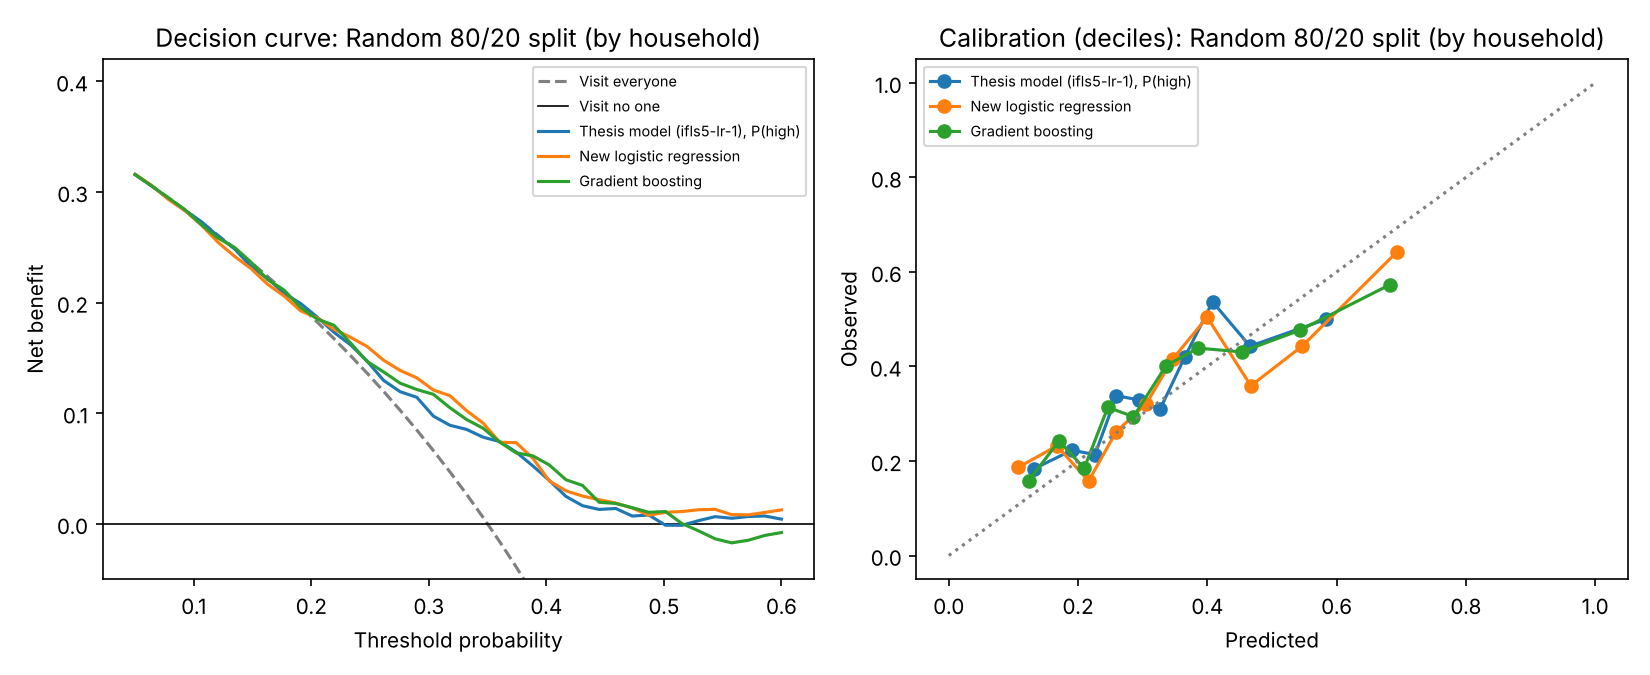 Decision curve: Random 80/20 split (by household)
Net benefit
0.4
0.3
0.2
0.1
0.0
Visit everyone
Visit no one
Thesis model (ifls5-lr-1), P(high)
New logistic regression
Gradient boosting
0.1 0.2 0.3 0.4 0.5 0.6
Threshold probability
Calibration (deciles): Random 80/20 split (by household)
Observed
1.0
0.8
0.6
0.4
0.2
0.0
Thesis model (ifls5-lr-1), P(high)
New logistic regression
Gradient boosting
0.0 0.2 0.4 0.6 0.8 1.0
Predicted